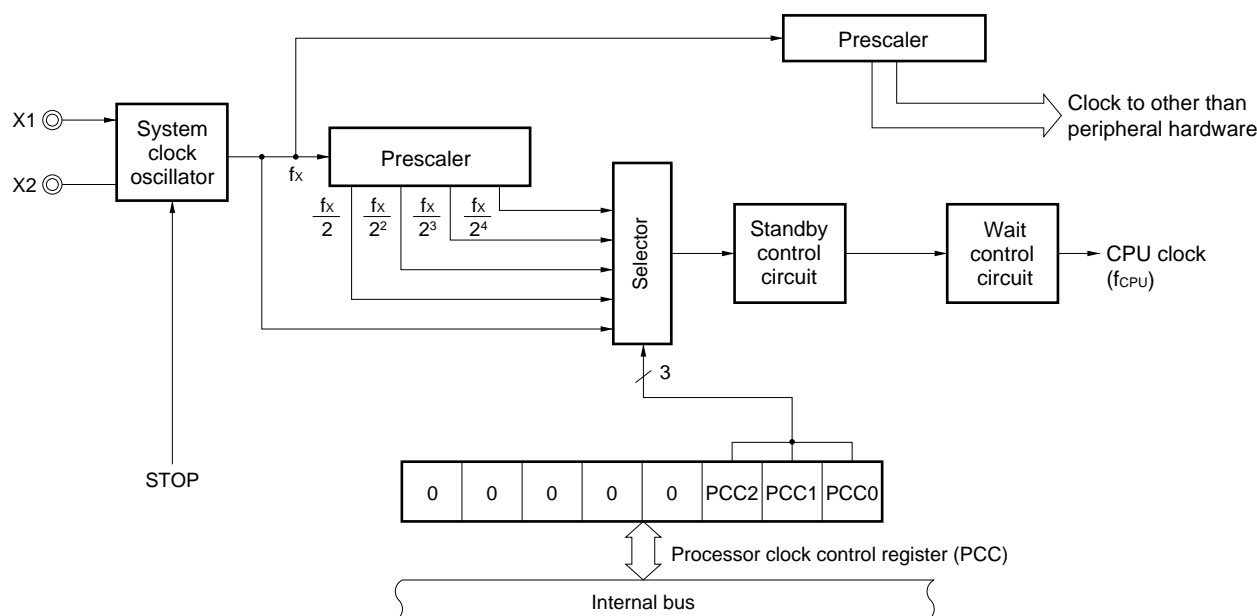 Prescaler
X1
System
clock
oscillator
Clock to other than
peripheral hardware
X2
fX
Prescaler
fX
2
fX
2²
fX
2³
fX
2⁴
Selector
Standby
control
circuit
Wait
control
circuit
CPU clock
(fCPU)
3
STOP
0 0 0 0 0 PCC2 PCC1 PCC0
Processor clock control register (PCC)
Internal bus